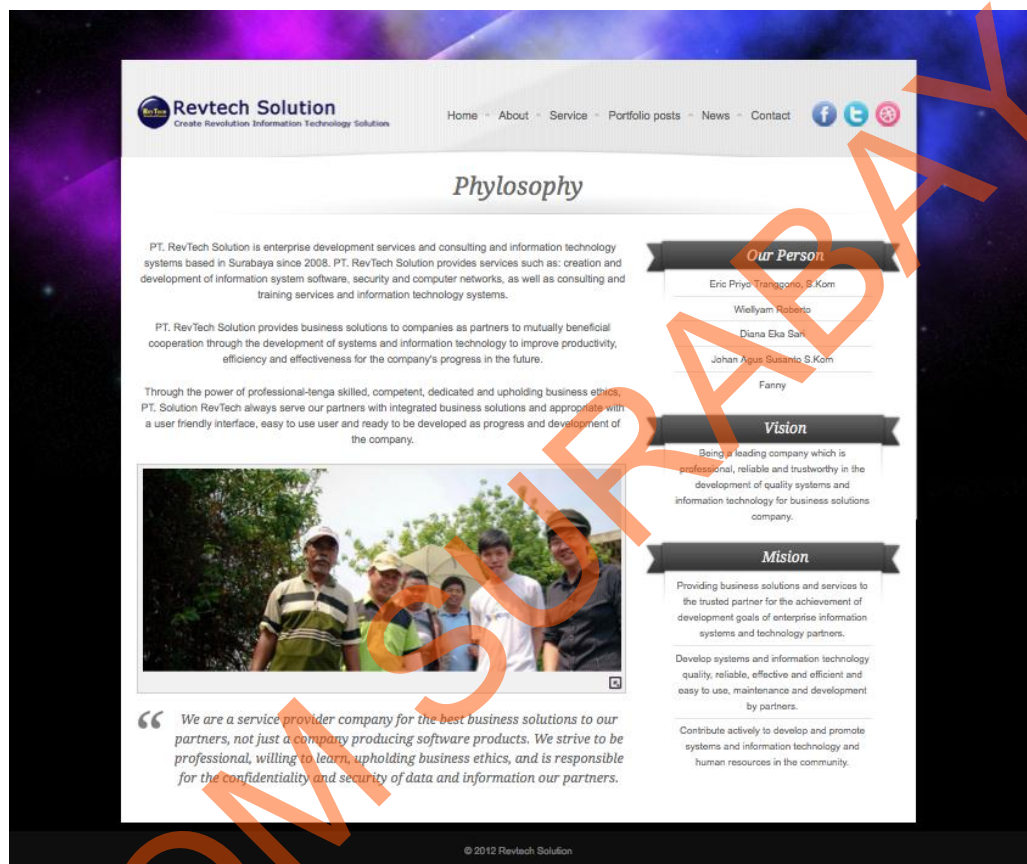 RevTech
Revtech Solution
Create Revolution Information Technology Solution
Home - About - Service - Portfolio posts - News - Contact
Phylosophy
PT. RevTech Solution is enterprise development services and consulting and information technology
systems based in Surabaya since 2008. PT. RevTech Solution provides services such as: creation and
development of information system software, security and computer networks, as well as consulting and
training services and information technology systems.
PT. RevTech Solution provides business solutions to companies as partners to mutually beneficial
cooperation through the development of systems and information technology to improve productivity,
efficiency and effectiveness for the company's progress in the future.
Through the power of professional-tenga skilled, competent, dedicated and upholding business ethics,
PT. Solution RevTech always serve our partners with integrated business solutions and appropriate with
a user friendly interface, easy to use user and ready to be developed as progress and development of
the company.
“ We are a service provider company for the best business solutions to our
partners, not just a company producing software products. We strive to be
professional, willing to learn, upholding business ethics, and is responsible
for the confidentiality and security of data and information our partners.
Our Person
Eric Priyo Tranggono, S.Kom
Wiellyam Roberto
Diana Eka Sari
Johan Agus Susanto S.Kom
Fanny
Vision
Being a leading company which is
professional, reliable and trustworthy in the
development of quality systems and
information technology for business solutions
company.
Mision
Providing business solutions and services to
the trusted partner for the achievement of
development goals of enterprise information
systems and technology partners.
Develop systems and information technology
quality, reliable, effective and efficient and
easy to use, maintenance and development
by partners.
Contribute actively to develop and promote
systems and information technology and
human resources in the community.
© 2012 Revtech Solution
OM SURABAY